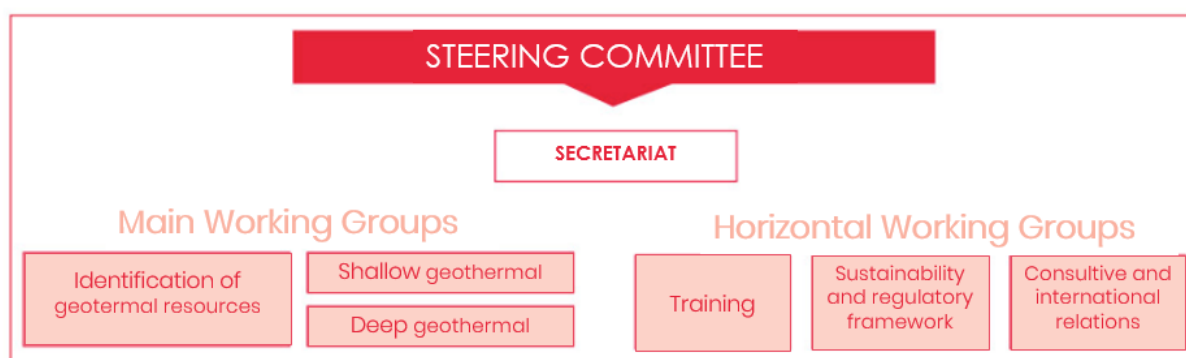 STEERING COMMITTEE
SECRETARIAT
Main Working Groups
Identification of
geotermal resources
Shallow geothermal
Deep geothermal
Horizontal Working Groups
Training
Sustainability
and regulatory
framework
Consultive and
international
relations